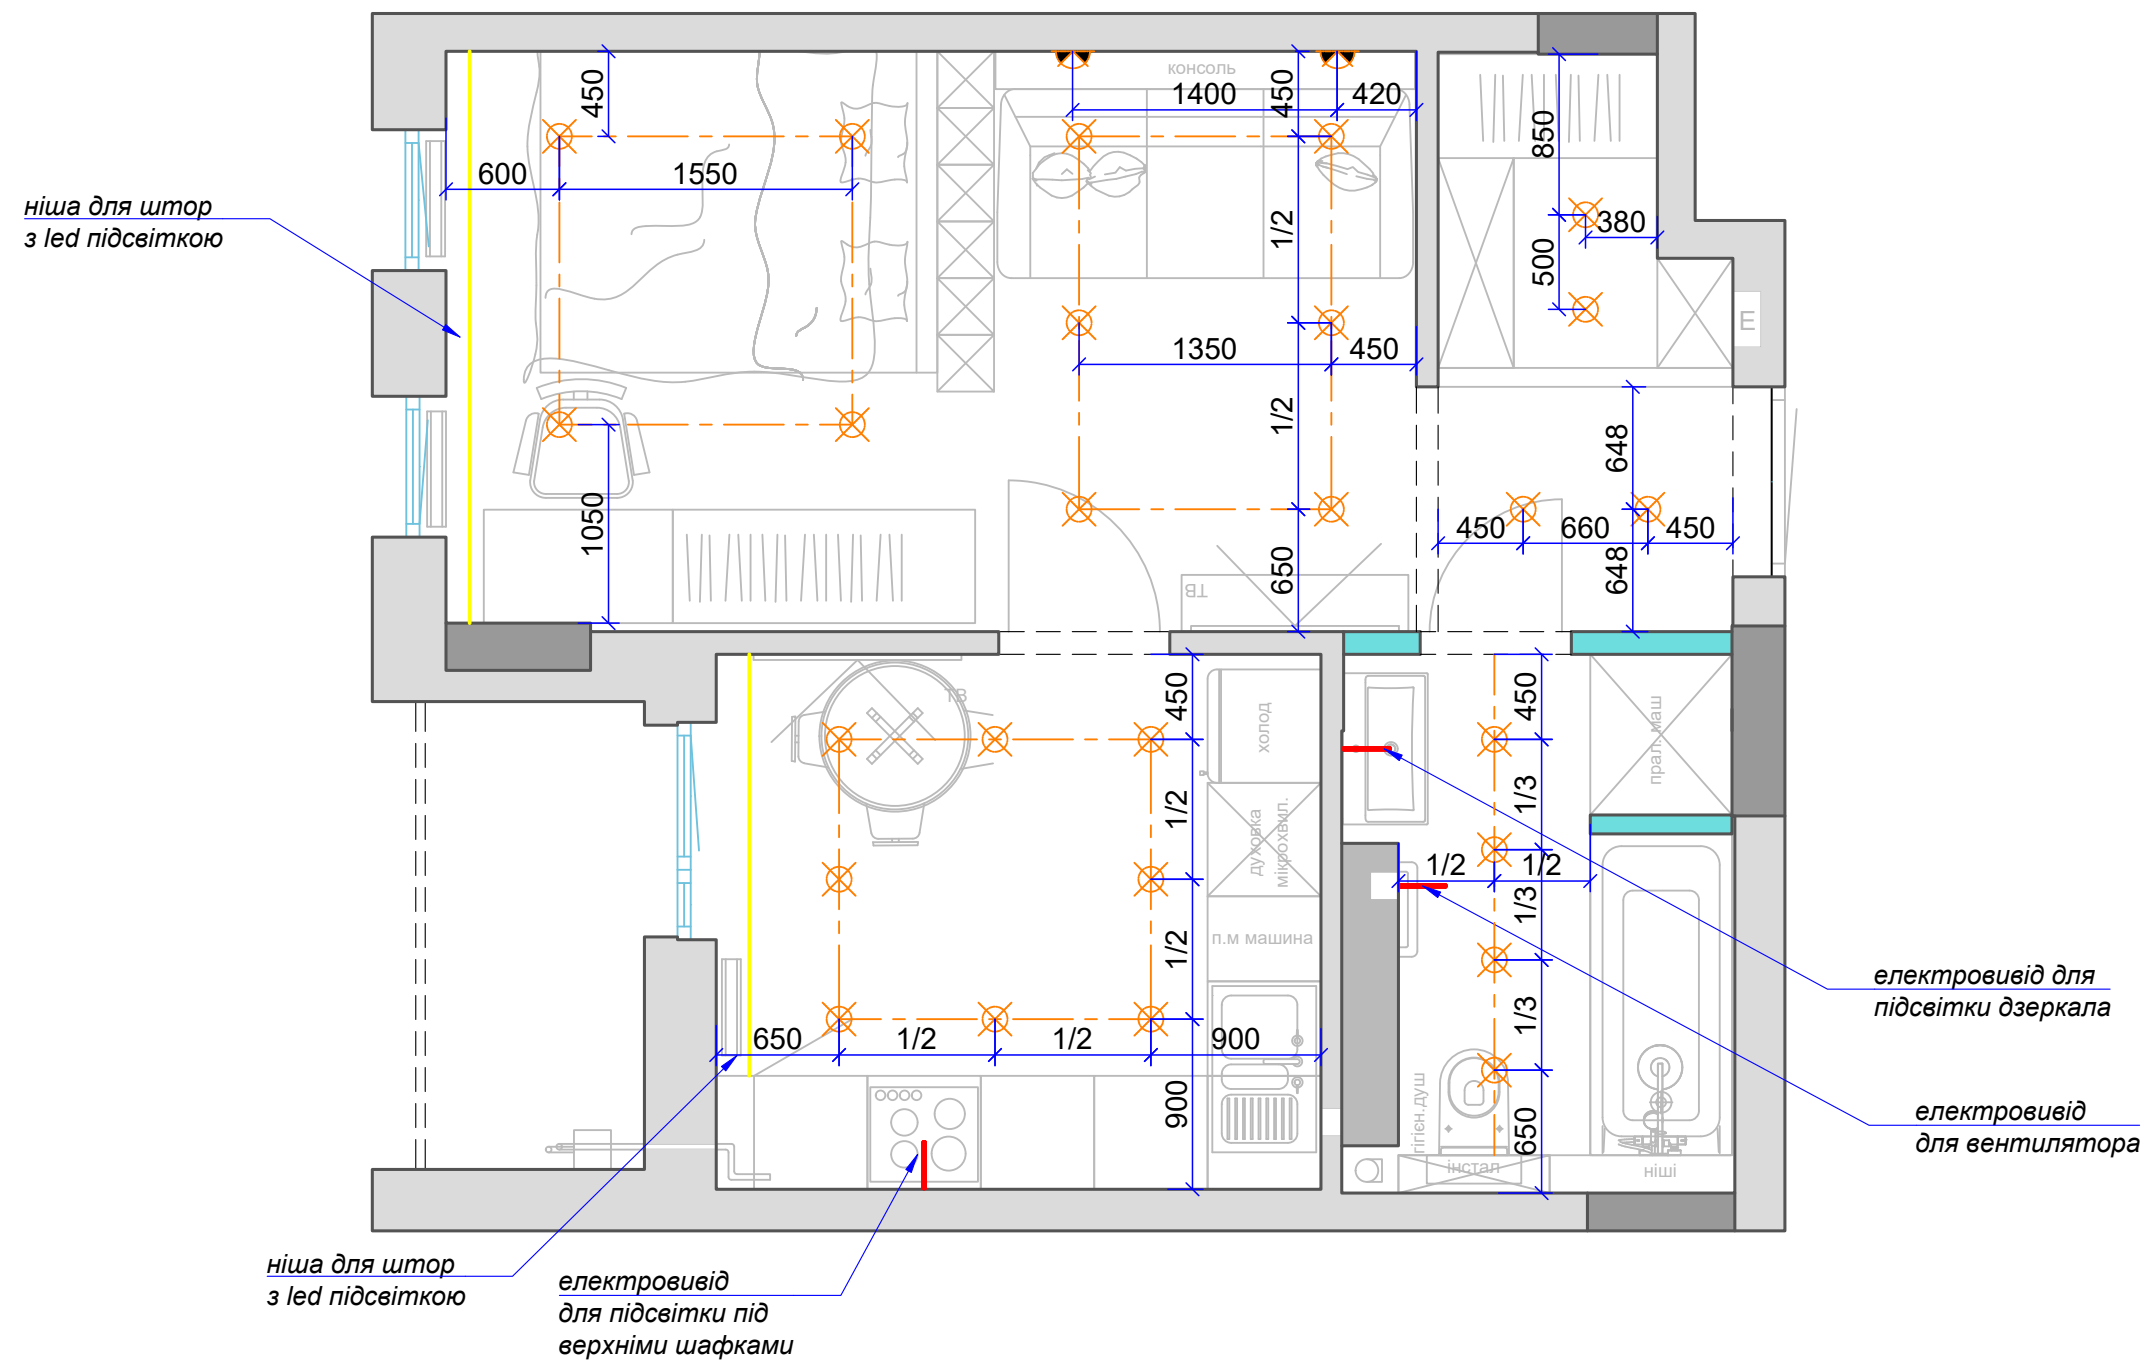 консоль
450
1400
450
420
850
600
1550
ніша для штор
з led підсвіткою
1/2
380
500
E
1350
450
1/2
648
1050
450
660
450
650
648
ТВ
ТВ
450
холод
450
прал. маш
1/2
духовка
мікрохвил.
1/3
1/2
1/2
1/3
1/2
п.м машина
електровивід для
підсвітки дзеркала
1/3
650
1/2
1/2
900
900
гігієн.душ
650
інстал
ніші
електровивід
для вентилятора
ніша для штор
з led підсвіткою
електровивід
для підсвітки під
верхніми шафками